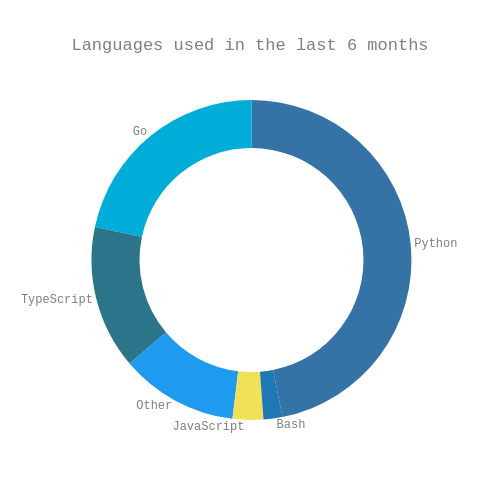 Languages used in the last 6 months
Go
Python
TypeScript
Other
JavaScript
Bash